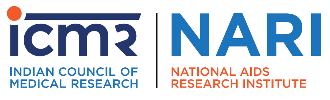 icmr
INDIAN COUNCIL OF
MEDICAL RESEARCH
NARI
NATIONAL AIDS
RESEARCH INSTITUTE